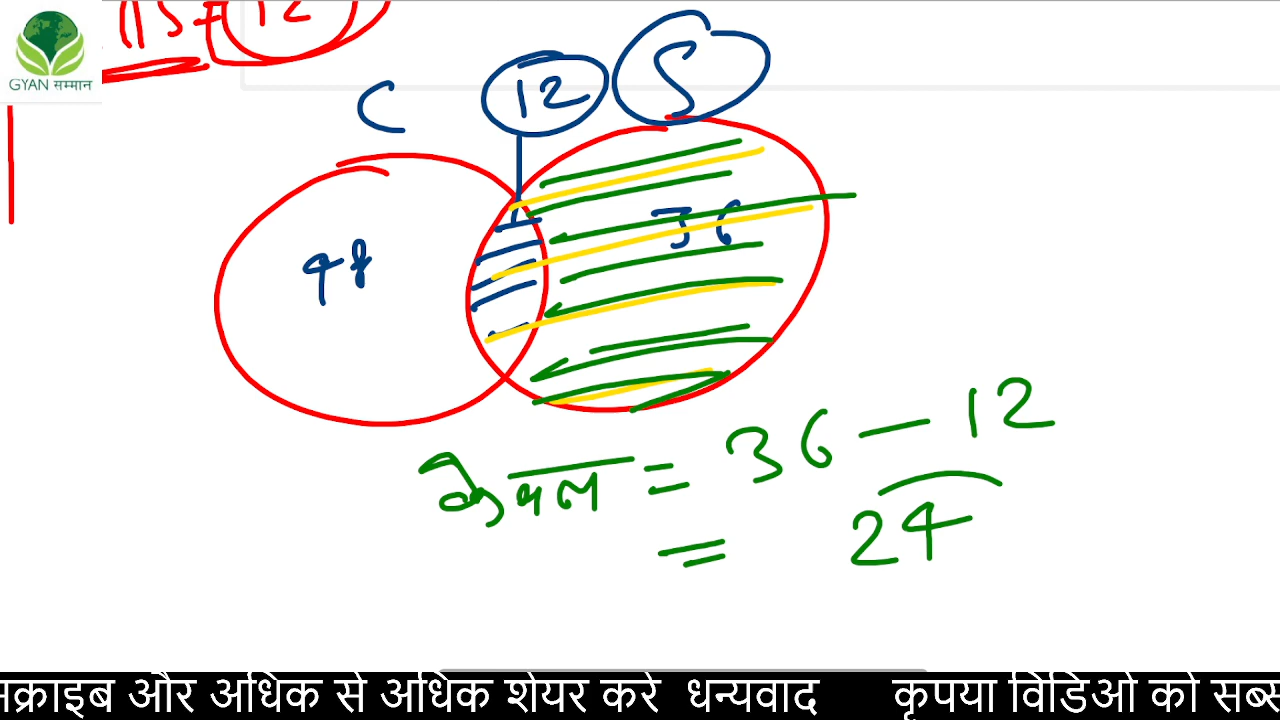 = 12
GYAN सम्मान
C 12 S
48 36
केवल = 36 - 12
= 24
सक्राइब और अधिक से अधिक शेयर करे धन्यवाद कृपया विडिओ को सब्स